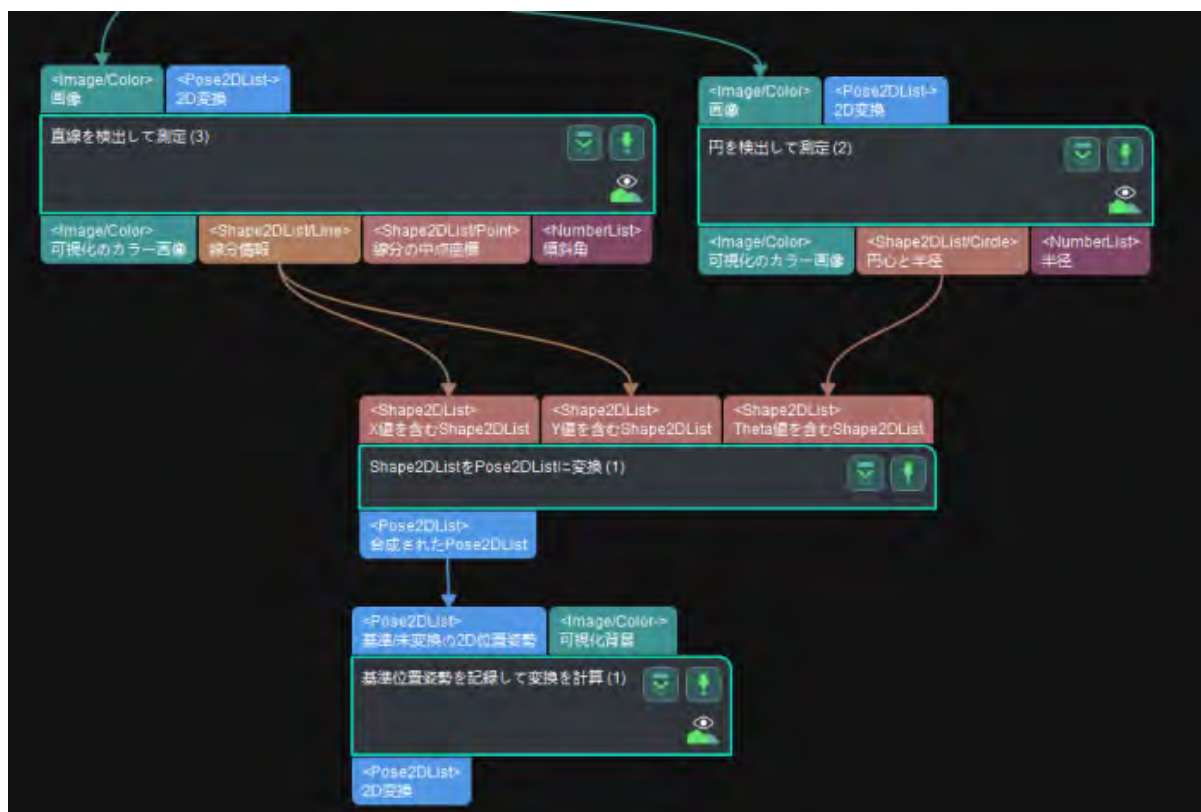 <Image/Color>
画像
<Pose2DList->
2D変換
直線を検出して測定 (3)
<Image/Color>
可視化のカラー画像
<Shape2DList/Line>
線分情報
<Shape2DList/Point>
線分の中点座標
<NumberList>
傾斜角
<Image/Color>
画像
<Pose2DList->
2D変換
円を検出して測定 (2)
<Image/Color>
可視化のカラー画像
<Shape2DList/Circle>
円心と半径
<NumberList>
半径
<Shape2DList>
X値を含むShape2DList
<Shape2DList>
Y値を含むShape2DList
<Shape2DList>
Theta値を含むShape2DList
Shape2DListをPose2DListに変換 (1)
<Pose2DList>
合成されたPose2DList
<Pose2DList>
基準/未変換の2D位置姿勢
<Image/Color->
可視化背景
基準位置姿勢を記録して変換を計算 (1)
<Pose2DList>
2D変換